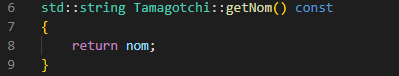 6 std::string Tamagotchi::getNom() const
7 {
8     return nom;
9 }